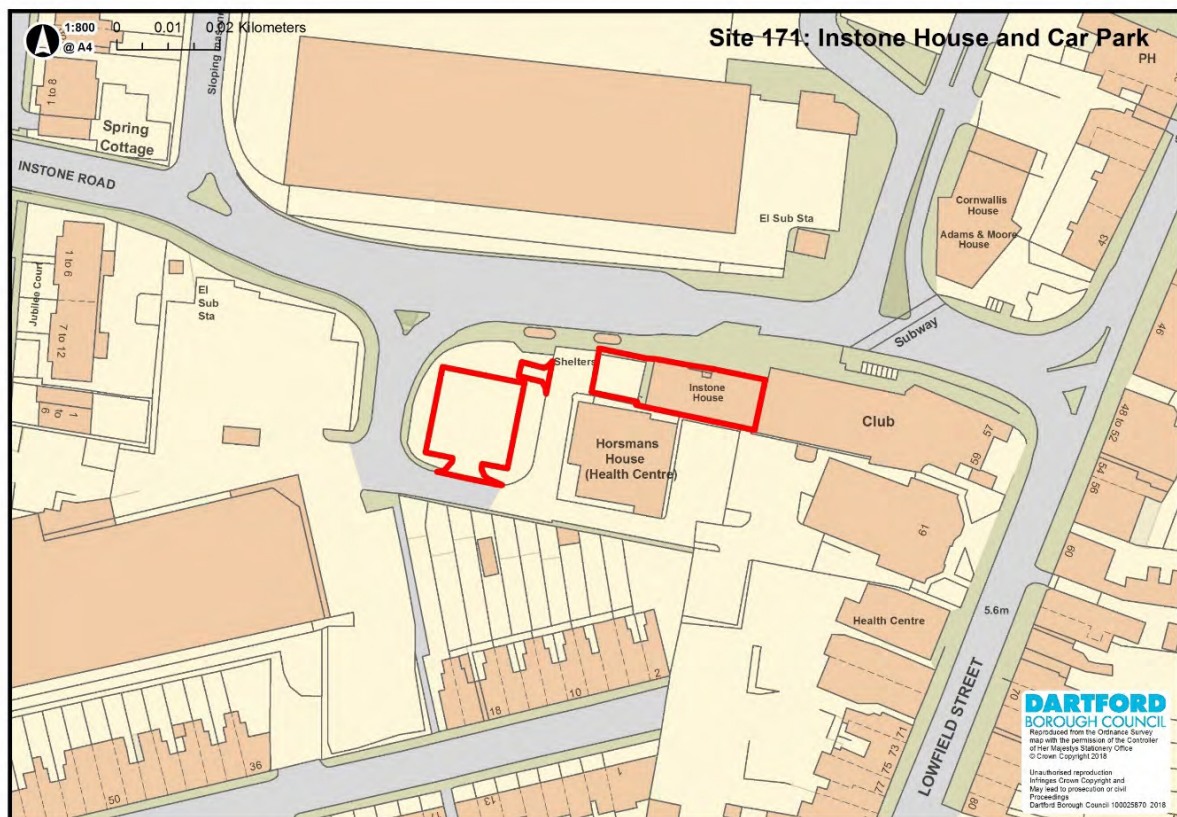 1:800
@ A4
0 0.01 0.02 Kilometers
Site 171: Instone House and Car Park
PH
1 to 8
Spring
Cottage
INSTONE ROAD
El Sub Sta
Cornwallis
House
Adams & Moore
House
43
46
Subway
1 to 6
7 to 12
Jubilee Court
El
Sub
Sta
1
to
6
Shelters
Instone
House
Club
57
59
48 to 52
54
56
Horsmans
House
(Health Centre)
61
60
5.6m
Health Centre
LOWFIELD STREET
70
71
73
75
77
80
2
10
18
36
50
1
13
DARTFORD
BOROUGH COUNCIL
Reproduced from the Ordnance Survey
map with the permission of the Controller
of Her Majestys Stationery Office
© Crown Copyright 2018
Unauthorised reproduction
Infringes Crown Copyright and
May lead to prosecution or civil
Proceedings
Dartford Borough Council 100025870 2018